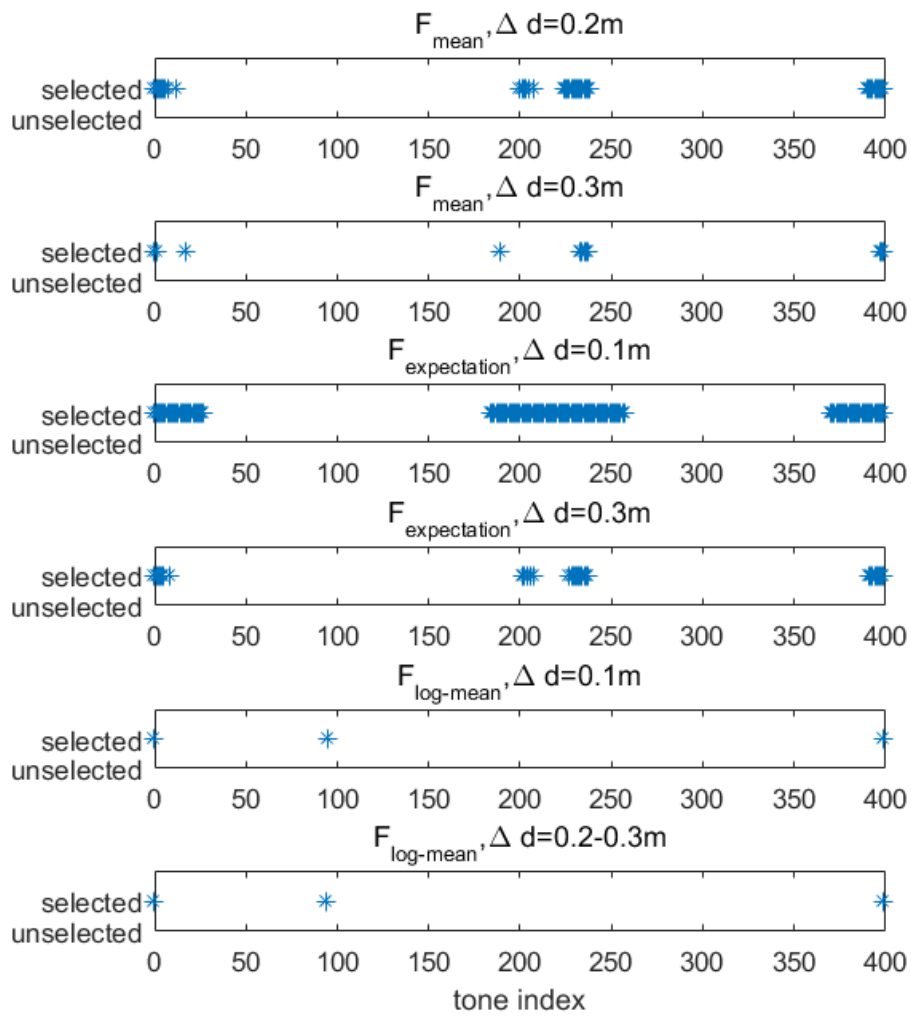 F_mean, Δ d=0.2m
selected
unselected
0 50 100 150 200 250 300 350 400
F_mean, Δ d=0.3m
selected
unselected
0 50 100 150 200 250 300 350 400
F_expectation, Δ d=0.1m
selected
unselected
0 50 100 150 200 250 300 350 400
F_expectation, Δ d=0.3m
selected
unselected
0 50 100 150 200 250 300 350 400
F_log-mean, Δ d=0.1m
selected
unselected
0 50 100 150 200 250 300 350 400
F_log-mean, Δ d=0.2-0.3m
selected
unselected
0 50 100 150 200 250 300 350 400
tone index